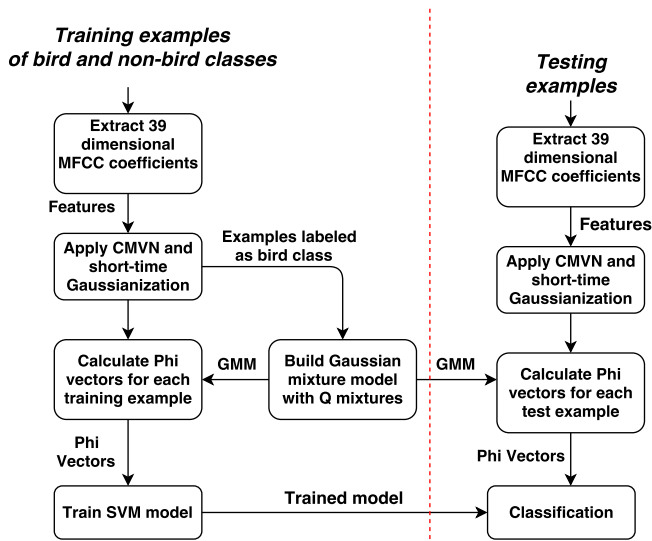 Training examples
of bird and non-bird classes
Extract 39
dimensional
MFCC coefficients
Features
Apply CMVN and
short-time
Gaussianization
Examples labeled
as bird class
Calculate Phi
vectors for each
training example
GMM
Build Gaussian
mixture model
with Q mixtures
GMM
Phi
Vectors
Train SVM model
Trained model
Testing
examples
Extract 39
dimensional
MFCC coefficients
Features
Apply CMVN and
short-time
Gaussianization
Calculate Phi
vectors for each
test example
Phi Vectors
Classification